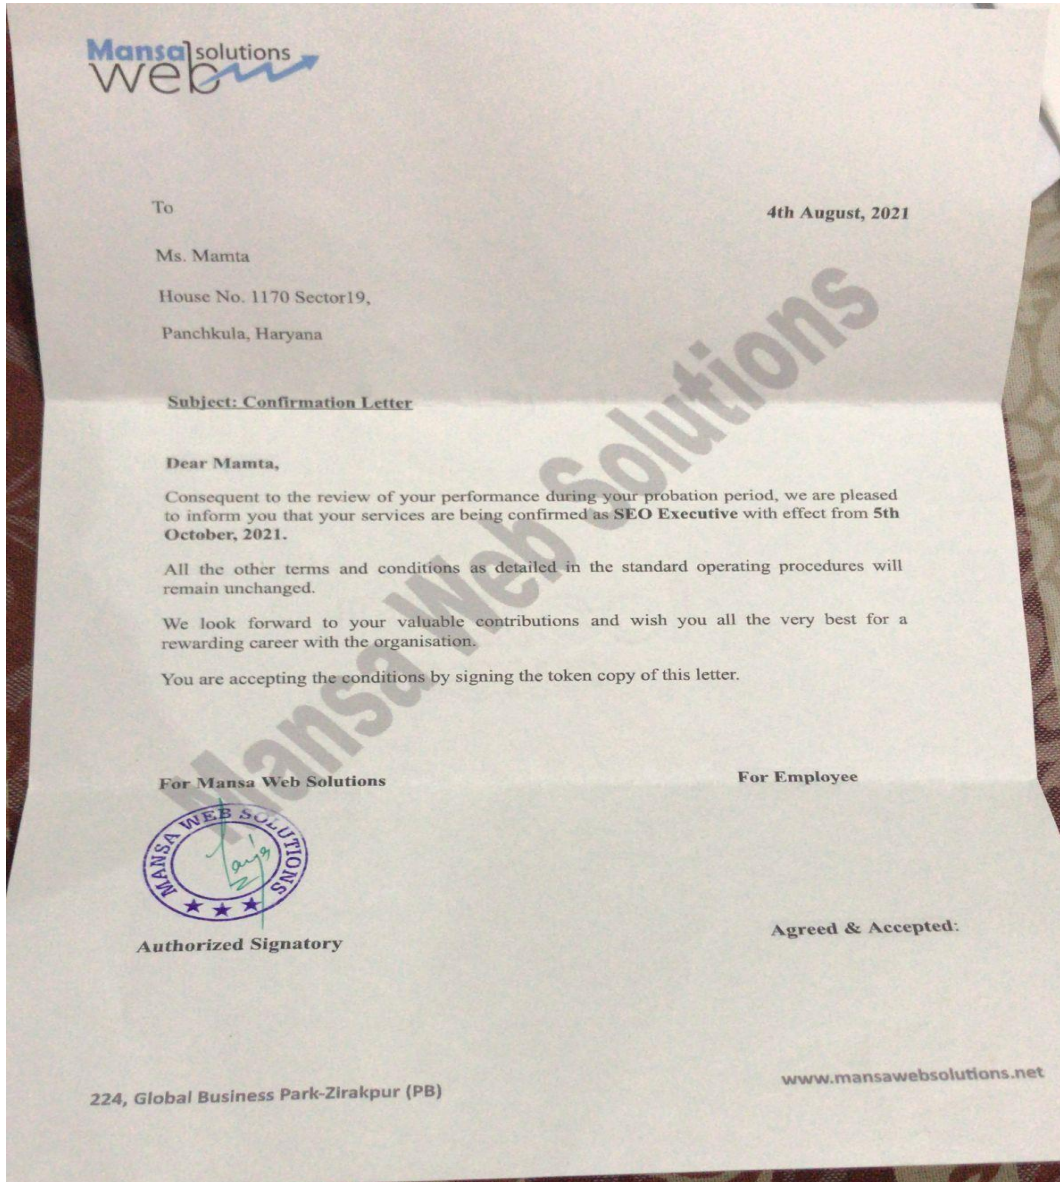 Mansa solutions
web
To
4th August, 2021
Ms. Mamta
House No. 1170 Sector19,
Panchkula, Haryana
Subject: Confirmation Letter
Dear Mamta,
Consequent to the review of your performance during your probation period, we are pleased
to inform you that your services are being confirmed as SEO Executive with effect from 5th
October, 2021.
All the other terms and conditions as detailed in the standard operating procedures will
remain unchanged.
We look forward to your valuable contributions and wish you all the very best for a
rewarding career with the organisation.
You are accepting the conditions by signing the token copy of this letter.
Mansa Web Solutions
For Mansa Web Solutions
For Employee
MANSA WEB SOLUTIONS
Authorized Signatory
Agreed & Accepted:
224, Global Business Park-Zirakpur (PB)
www.mansawebsolutions.net